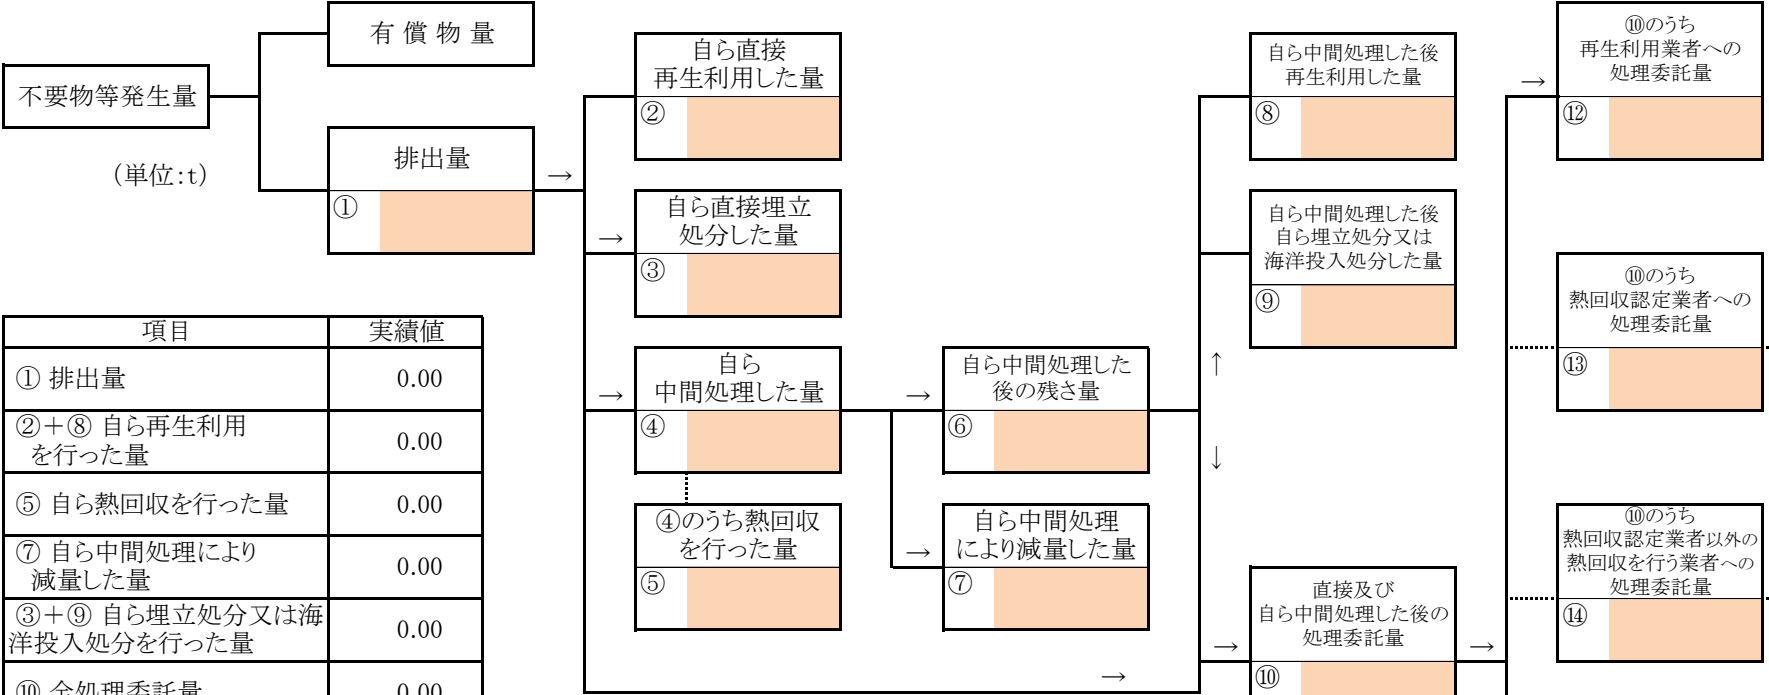 有 償 物 量
不要物等発生量
(単位:t)
排出量
①
→
自ら直接
再生利用した量
②
→
自ら直接埋立
処分した量
③
→
自ら
中間処理した量
④
④のうち熱回収
を行った量
⑤
→
自ら中間処理した
後の残さ量
⑥
→
自ら中間処理
により減量した量
⑦
↑
↓
自ら中間処理した後
再生利用した量
⑧
自ら中間処理した後
自ら埋立処分又は
海洋投入処分した量
⑨
→
→
直接及び
自ら中間処理した後の
処理委託量
⑩
→
→
⑩のうち
再生利用業者への
処理委託量
⑫
⑩のうち
熱回収認定業者への
処理委託量
⑬
⑩のうち
熱回収認定業者以外の
熱回収を行う業者への
処理委託量
⑭
項目 実績値
① 排出量 0.00
②+⑧ 自ら再生利用
を行った量 0.00
⑤ 自ら熱回収を行った量 0.00
⑦ 自ら中間処理により
減量した量 0.00
③+⑨ 自ら埋立処分又は海
洋投入処分を行った量 0.00
⑩ 全処理委託量 0.00